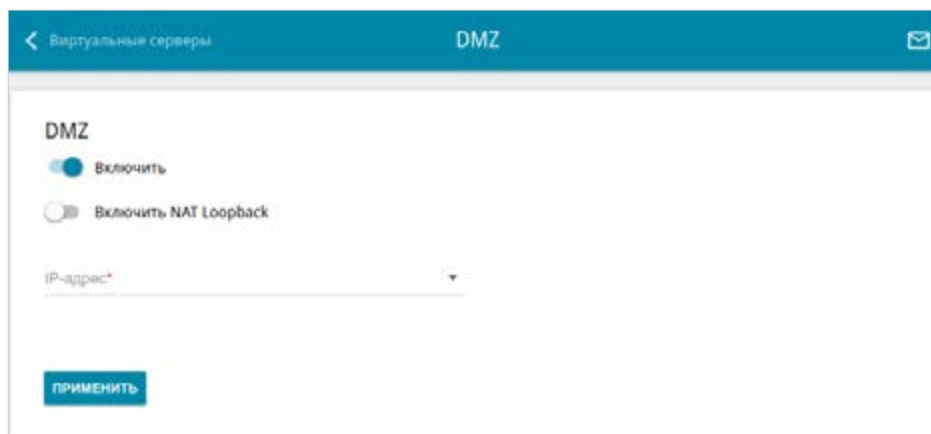 Виртуальные серверы
DMZ
DMZ
Включить
Включить NAT Loopback
IP-адрес*
ПРИМЕНИТЬ